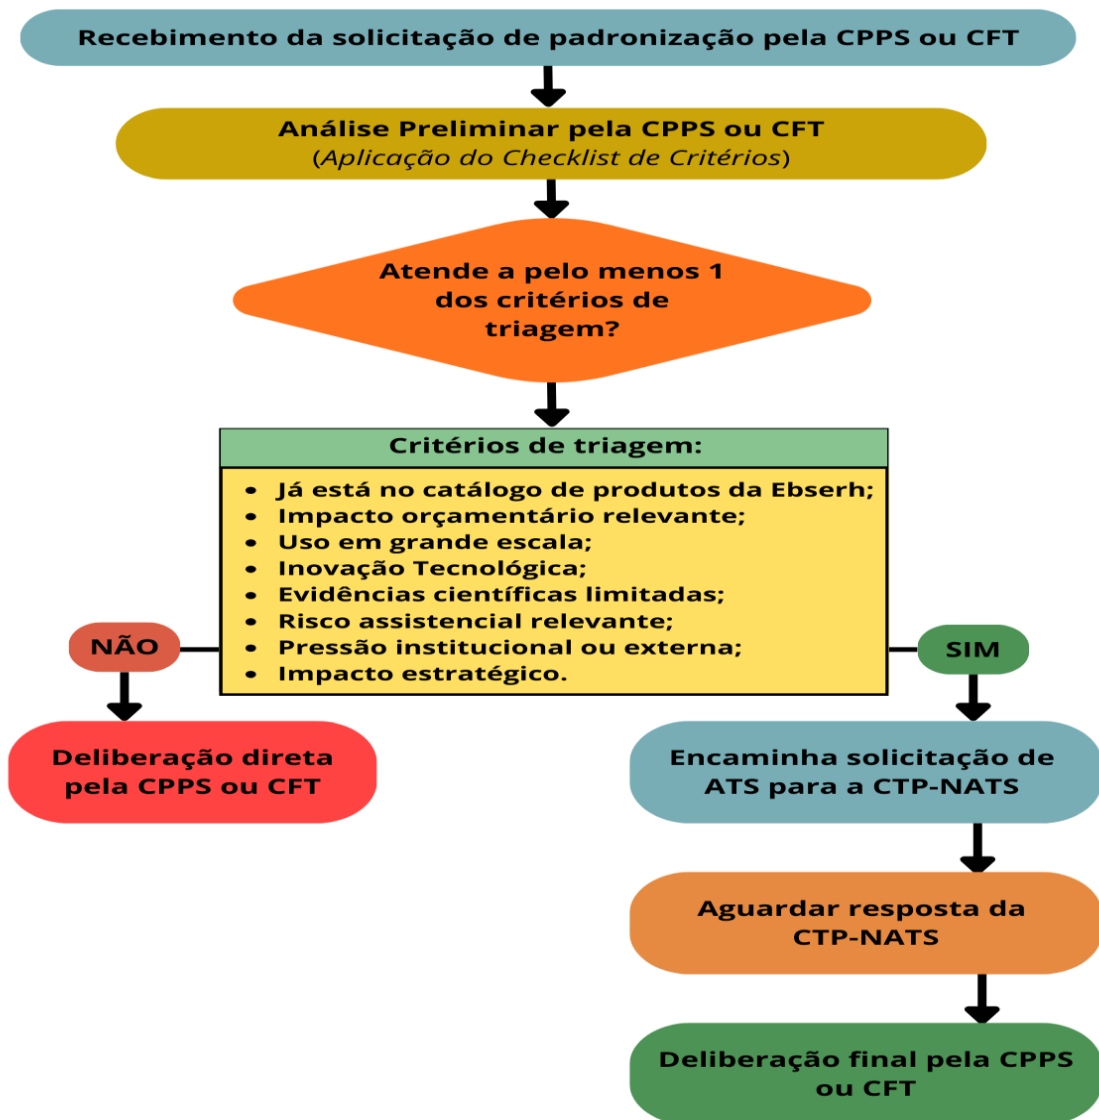 Recebimento da solicitação de padronização pela CPPS ou CFT
Análise Preliminar pela CPPS ou CFT
(Aplicação do Checklist de Critérios)
Atende a pelo menos 1
dos critérios de
triagem?
Critérios de triagem:
• Já está no catálogo de produtos da Ebserh;
• Impacto orçamentário relevante;
• Uso em grande escala;
• Inovação Tecnológica;
• Evidências científicas limitadas;
• Risco assistencial relevante;
• Pressão institucional ou externa;
• Impacto estratégico.
NÃO
SIM
Deliberação direta
pela CPPS ou CFT
Encaminha solicitação de
ATS para a CTP-NATS
Aguardar resposta da
CTP-NATS
Deliberação final pela CPPS
ou CFT